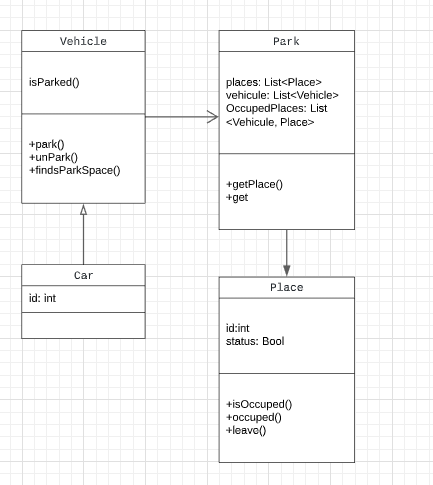 Vehicle
isParked()
+park()
+unPark()
+findsParkSpace()
Park
places: List<Place>
vehicule: List<Vehicle>
OccupedPlaces: List
<Vehicule, Place>
+getPlace()
+get
Car
id: int
Place
id:int
status: Bool
+isOccuped()
+occuped()
+leave()